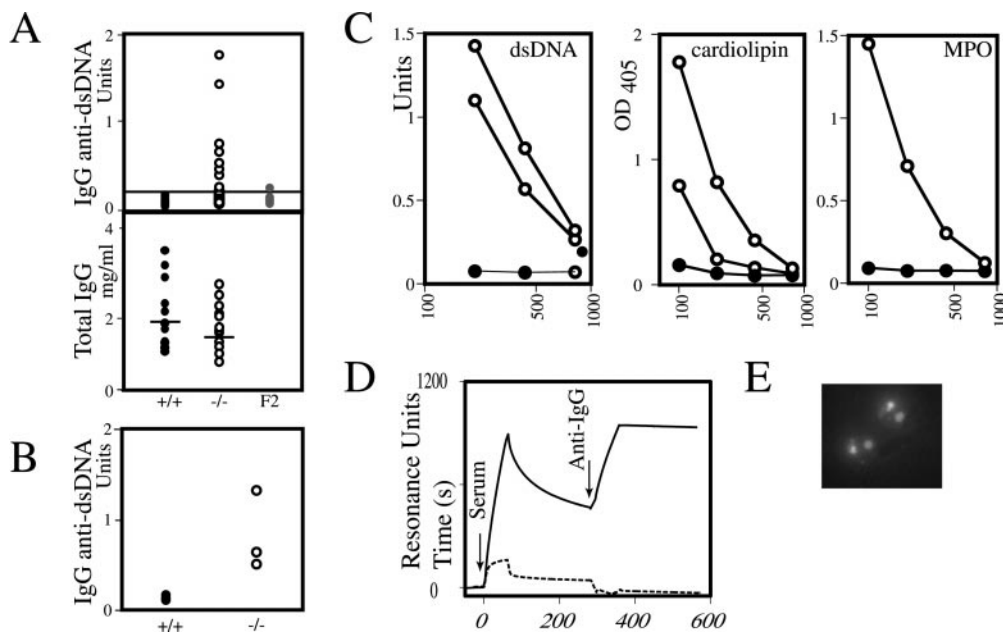 A
IgG anti-dsDNA
Units
2
1
0
Total IgG
mg/ml
4
2
0
+/+ -/- F2
B
IgG anti-dsDNA
Units
2
1
0
+/+ -/-
C
Units
1.5
1
0.5
0
dsDNA
100 500 1000
OD 405
2
1
0
cardiolipin
100 500 1000
1.5
1
0.5
0
MPO
100 500 1000
D
Resonance Units
Time (s)
1200
0
Serum
Anti-IgG
0 200 400 600
E